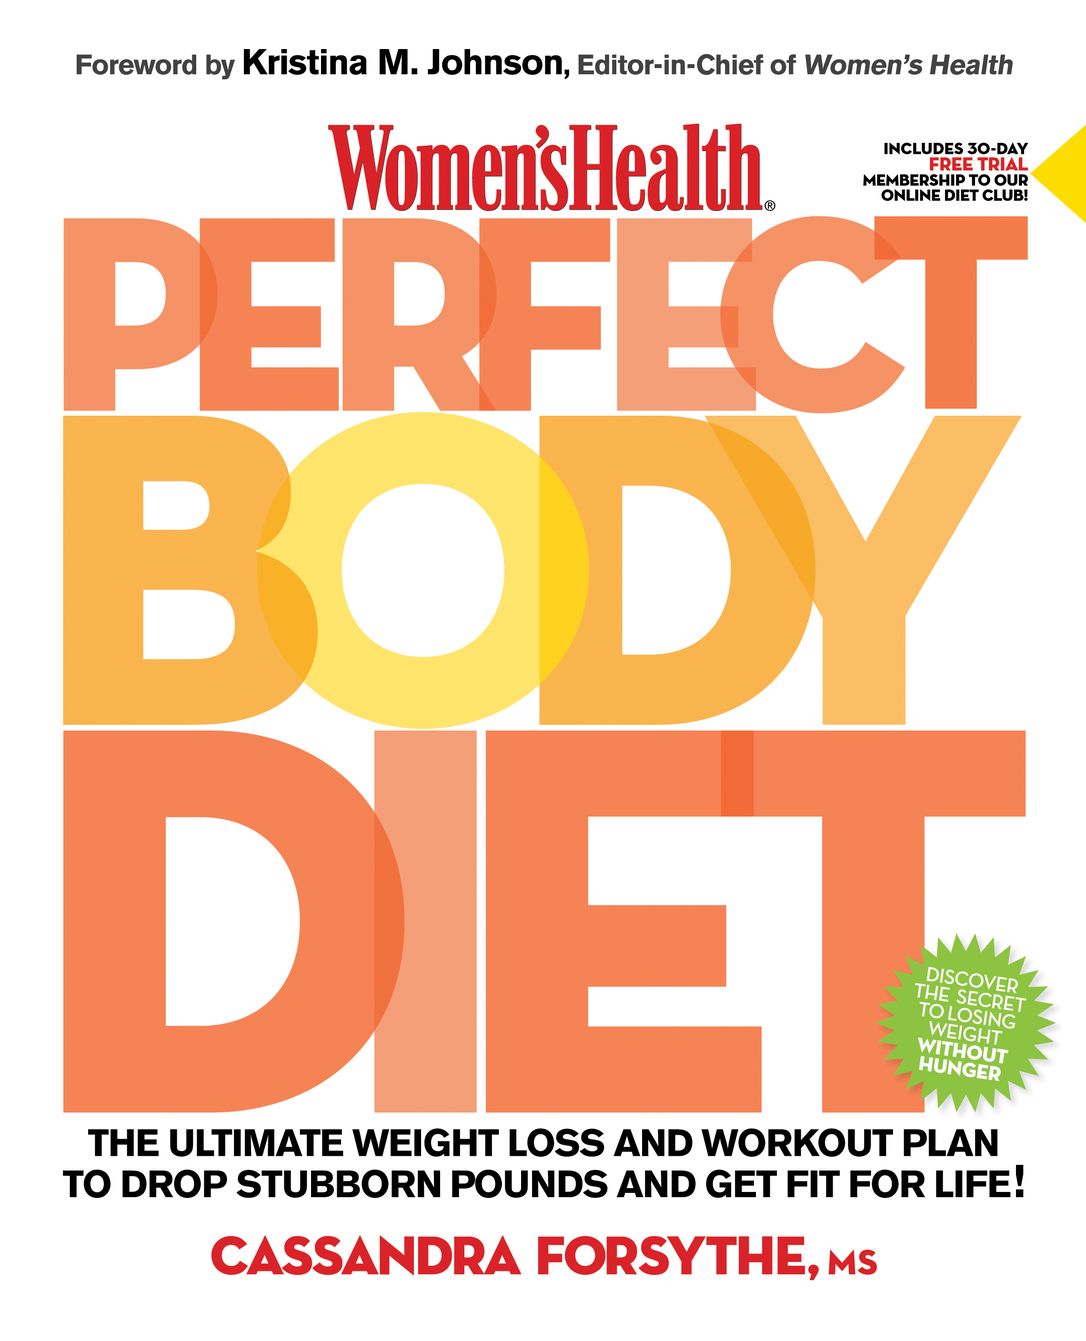 Foreword by Kristina M. Johnson, Editor-in-Chief of Women's Health
Women'sHealth®
INCLUDES 30-DAY
FREE TRIAL
MEMBERSHIP TO OUR
ONLINE DIET CLUB!
PERFECT
BODY
DIET
DISCOVER
THE SECRET
TO LOSING
WEIGHT
WITHOUT
HUNGER
THE ULTIMATE WEIGHT LOSS AND WORKOUT PLAN
TO DROP STUBBORN POUNDS AND GET FIT FOR LIFE!
CASSANDRA FORSYTHE, MS